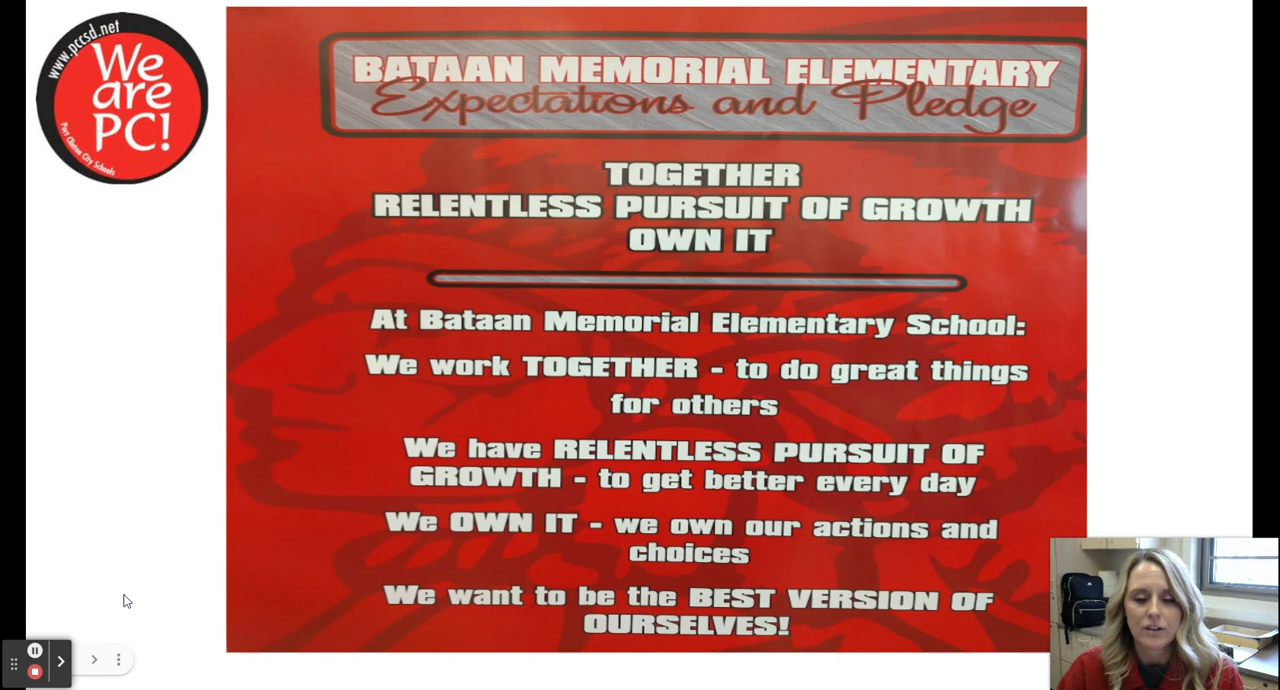 www.pccsd.net
We
are
PC!
Port Clinton City Schools
BATAAN MEMORIAL ELEMENTARY
Expectations and Pledge
TOGETHER
RELENTLESS PURSUIT OF GROWTH
OWN IT
At Bataan Memorial Elementary School:
We work TOGETHER - to do great things
for others
We have RELENTLESS PURSUIT OF
GROWTH - to get better every day
We OWN IT - we own our actions and
choices
We want to be the BEST VERSION OF
OURSELVES!